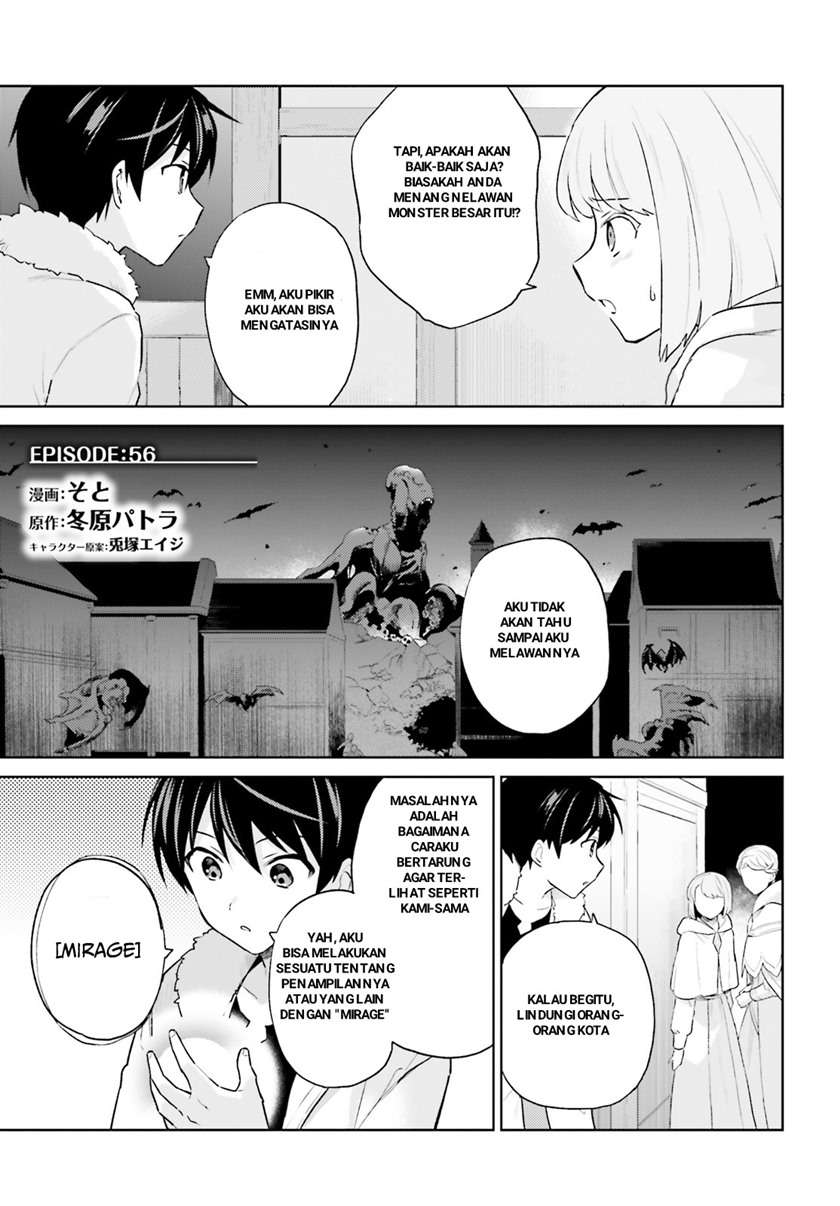 TAPI, APAKAH AKAN
BAIK-BAIK SAJA?
BIASAKAH ANDA
MENANG NELAWAN
MONSTER BESAR ITU!?
EMM, AKU PIKIR
AKU AKAN BISA
MENGATASINYA
EPISODE:56
漫画:そと
原作:冬原パトラ
キャラクター原案:兎塚エイジ
AKU TIDAK
AKAN TAHU
SAMPAI AKU
MELAWANNYA
KALAU BEGITU,
LINDUNGI ORANG-
ORANG KOTA
MASALAHNYA
ADALAH
BAGAIMANA
CARAKU
BERTARUNG
AGAR TER-
LIHAT SEPERTI
KAMI-SAMA
YAH, AKU
BISA MELAKUKAN
SESUATU TENTANG
PENAMPILANNYA
ATAU YANG LAIN
DENGAN "MIRAGE"
[MIRAGE]